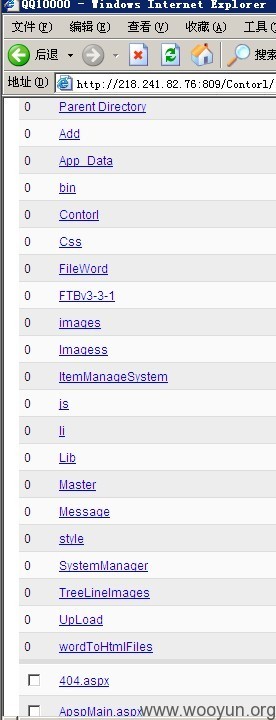 QQ10000 - Windows Internet Explorer
文件(F) 编辑(E) 查看(V) 收藏(A) 工具(
后退 搜索
地址(D) http://218.241.82.76:809/Contorl/
0 Parent Directory
0 Add
0 App_Data
0 bin
0 Contorl
0 Css
0 FileWord
0 FTBv3-3-1
0 images
0 Imagess
0 ItemManageSystem
0 js
0 li
0 Lib
0 Master
0 Message
0 style
0 SystemManager
0 TreeLineImages
0 UpLoad
0 wordToHtmlFiles
404.aspx
ApspMain.aspx
www.wooyun.org